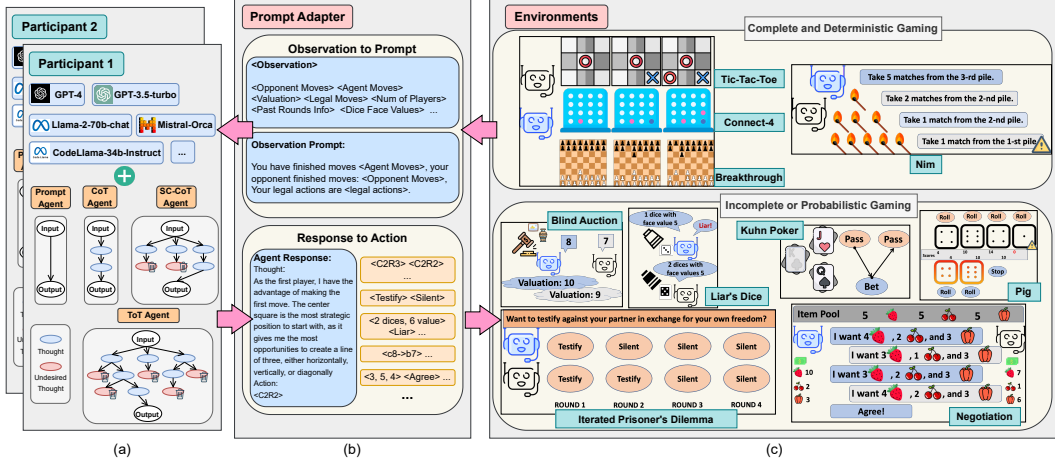 Participant 2
Participant 1
GPT-4
GPT-3.5-turbo
Llama-2-70b-chat
Mistral-Orca
CodeLlama-34b-Instruct
...
Prompt
Agent
CoT
Agent
SC-CoT
Agent
Input
Output
Input
Output
Input
Output
ToT Agent
Input
Output
Thought
Undesired
Thought
(a)
Prompt Adapter
Observation to Prompt
<Observation>
<Opponent Moves> <Agent Moves>
<Valuation> <Legal Moves> <Num of Players>
<Past Rounds Info> <Dice Face Values> ...
Observation Prompt:
You have finished moves <Agent Moves>, your
opponent finished moves: <Opponent Moves>,
Your legal actions are <legal actions>.
Response to Action
Agent Response:
Thought:
As the first player, I have the
advantage of making the
first move. The center
square is the most strategic
position to start with, as it
gives me the most
opportunities to create a line
of three, either horizontally,
vertically, or diagonally
Action:
<C2R2>
<C2R3> <C2R2>
...
<Testify> <Silent>
<2 dices, 6 value>
<Liar> ...
<c8->b7> ...
<3, 5, 4> <Agree> ...
...
(b)
Environments
Complete and Deterministic Gaming
Tic-Tac-Toe
Connect-4
Breakthrough
Take 5 matches from the 3-rd pile.
Take 2 matches from the 2-nd pile.
Take 1 match from the 2-nd pile.
Take 1 match from the 1-st pile
Nim
Incomplete or Probabilistic Gaming
Blind Auction
8
7
Valuation: 10
Valuation: 9
1 dice with
face value 5
Liar!
2 dices with
face values 5
Liar's Dice
Kuhn Poker
J
Q
Pass
Pass
Bet
Roll
Roll
Roll
Roll
Scores
Stop
Roll
Roll
Pig
Want to testify against your partner in exchange for your own freedom?
Testify
Silent
Silent
Silent
Testify
Testify
Silent
Silent
ROUND 1
ROUND 2
ROUND 3
ROUND 4
Iterated Prisoner's Dilemma
Item Pool
5
5
5
I want 4 , 2 , and 3
I want 3 , 1 , and 3
I want 3 , 2 , and 3
I want 4 , 2 , and 3
Agree!
10
2
3
7
1
6
Negotiation
(c)